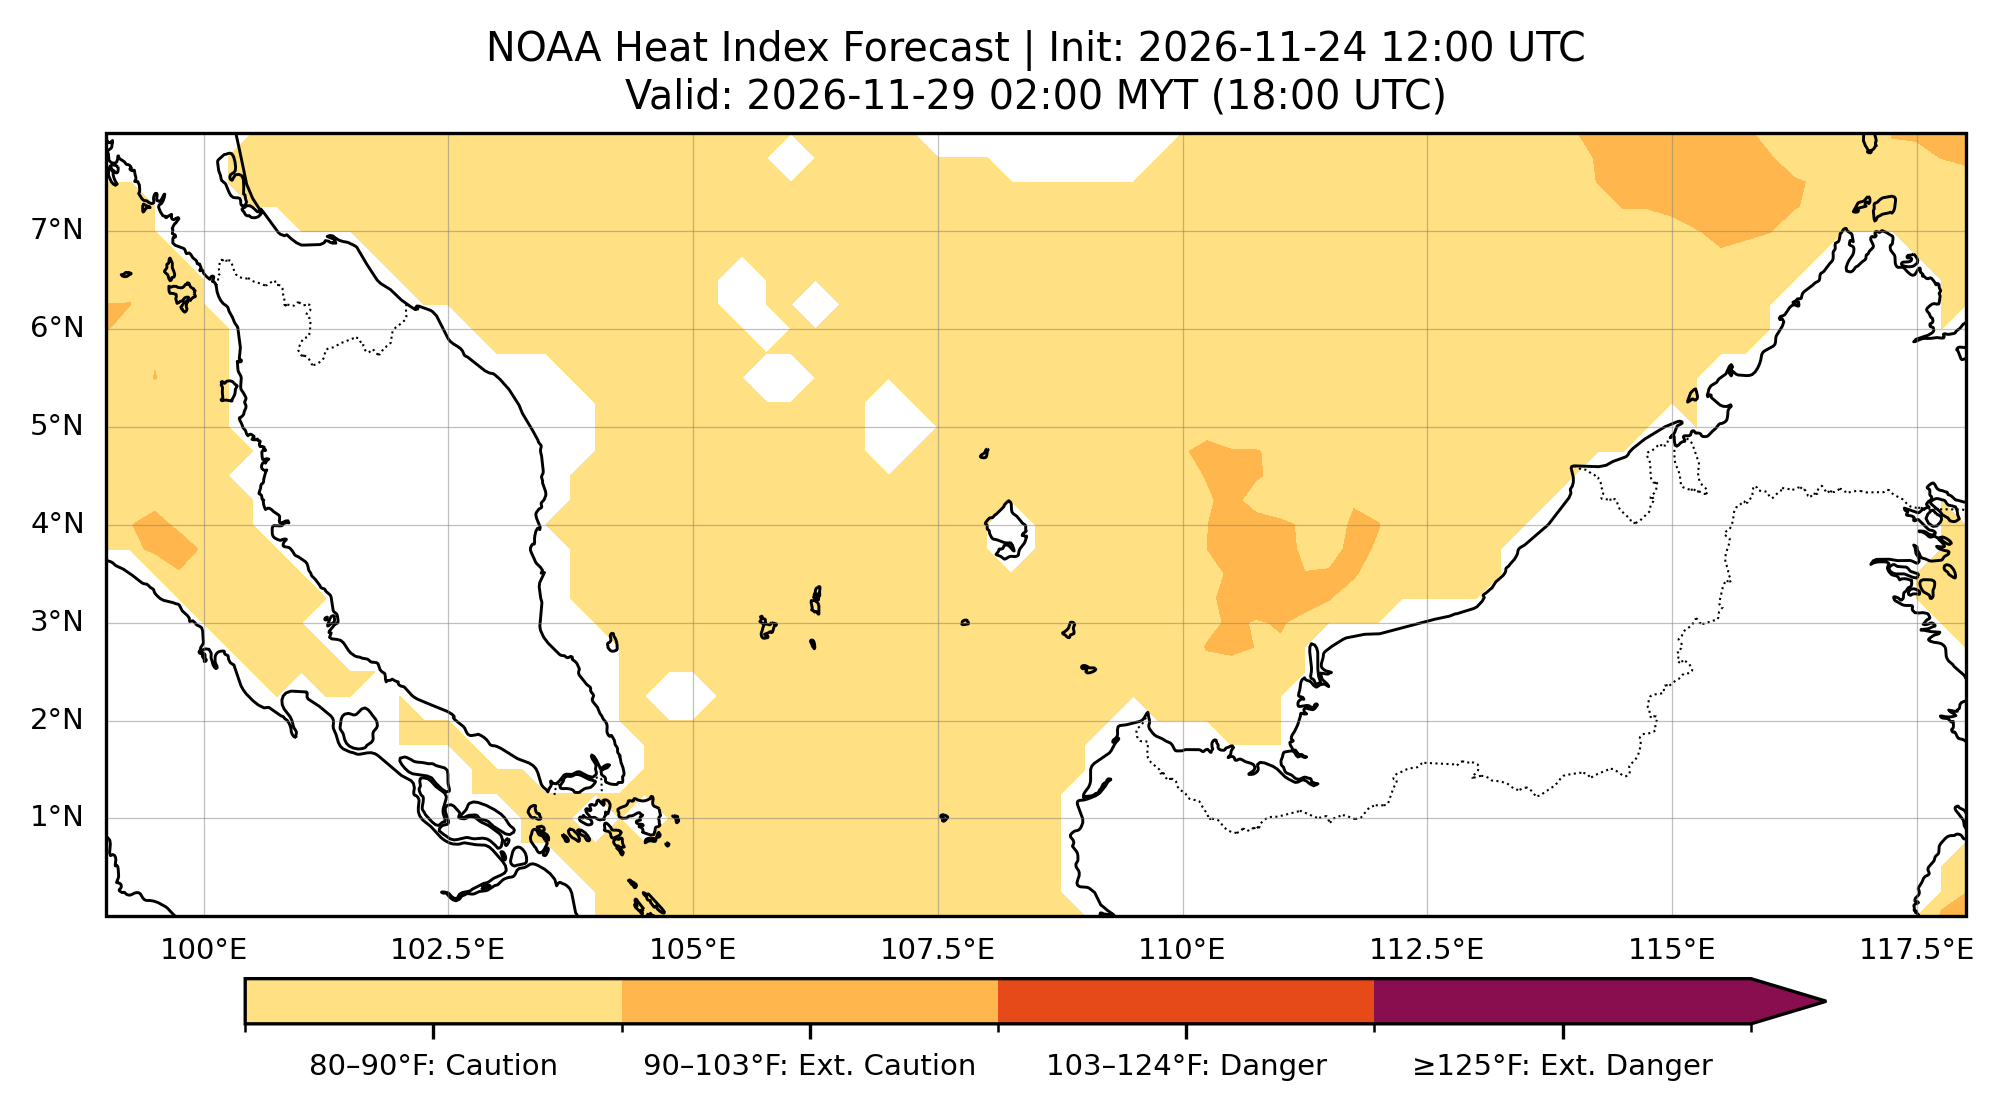 NOAA Heat Index Forecast | Init: 2026-11-24 12:00 UTC
Valid: 2026-11-29 02:00 MYT (18:00 UTC)
7°N
6°N
5°N
4°N
3°N
2°N
1°N
100°E 102.5°E 105°E 107.5°E 110°E 112.5°E 115°E 117.5°E
80–90°F: Caution 90–103°F: Ext. Caution 103–124°F: Danger ≥125°F: Ext. Danger